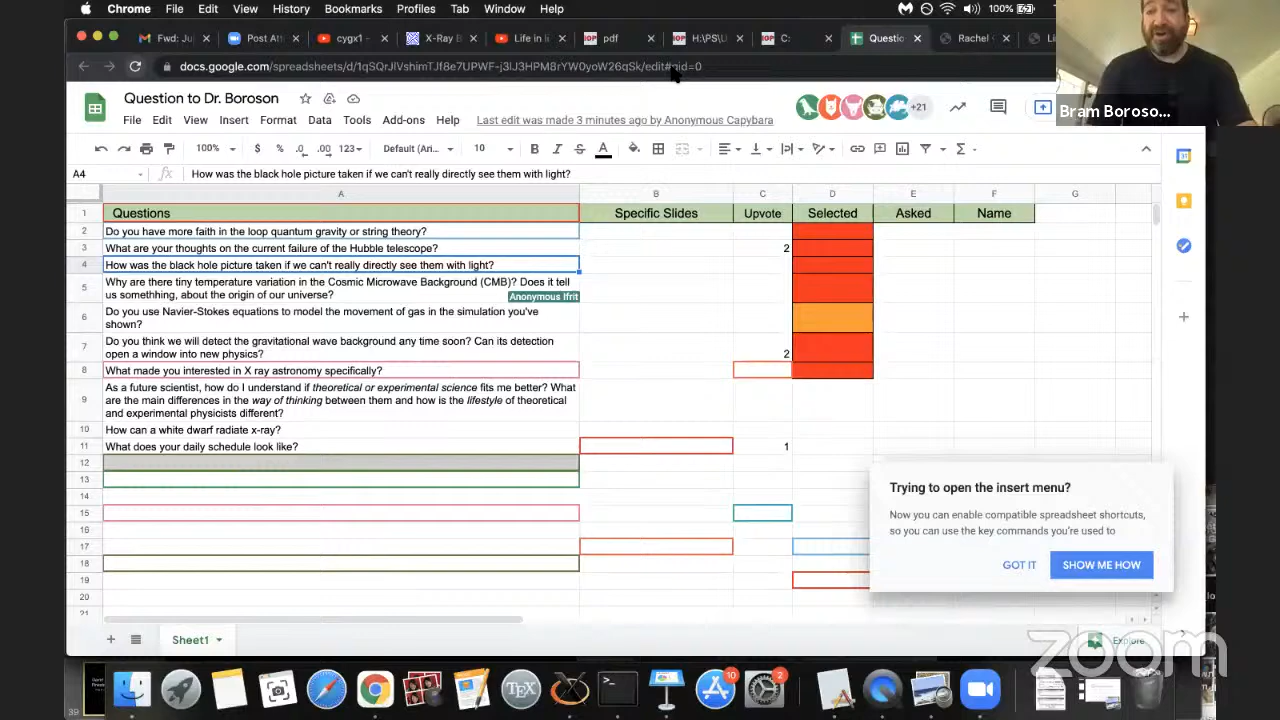 Chrome File Edit View History Bookmarks Profiles Tab Window Help 100%
Fwd: Ju Post Att cygx1 - X-Ray B Life in li pdf H:\PS\U C: Questio Rachel
docs.google.com/spreadsheets/d/1qSQrJlVshimTJf8e7UPWF-j3lJ3HPM8rYW0yoW26qSk/edit#gid=0
Bram Boroso...
Question to Dr. Boroson
+21
File Edit View Insert Format Data Tools Add-ons Help Last edit was made 3 minutes ago by Anonymous Capybara
100% $ % .0 .00 123 Default (Ari... 10 B I S A
A4 fx How was the black hole picture taken if we can't really directly see them with light?
A B C D E F G
1 Questions Specific Slides Upvote Selected Asked Name
2 Do you have more faith in the loop quantum gravity or string theory?
3 What are your thoughts on the current failure of the Hubble telescope? 2
4 How was the black hole picture taken if we can't really directly see them with light?
5 Why are there tiny temperature variation in the Cosmic Microwave Background (CMB)? Does it tell
us somethhing, about the origin of our universe?
Anonymous Ifrit
6 Do you use Navier-Stokes equations to model the movement of gas in the simulation you've
shown?
7 Do you think we will detect the gravitational wave background any time soon? Can its detection
open a window into new physics? 2
8 What made you interested in X ray astronomy specifically?
9 As a future scientist, how do I understand if theoretical or experimental science fits me better? What
are the main differences in the way of thinking between them and how is the lifestyle of theoretical
and experimental physicists different?
10 How can a white dwarf radiate x-ray?
11 What does your daily schedule look like? 1
12
13
14
15
16
17
18
19
20
21
Trying to open the insert menu?
Now you can enable compatible spreadsheet shortcuts,
so you can use the key commands you're used to
GOT IT SHOW ME HOW
Sheet1
Explore
zoom
TEX
10
2
39